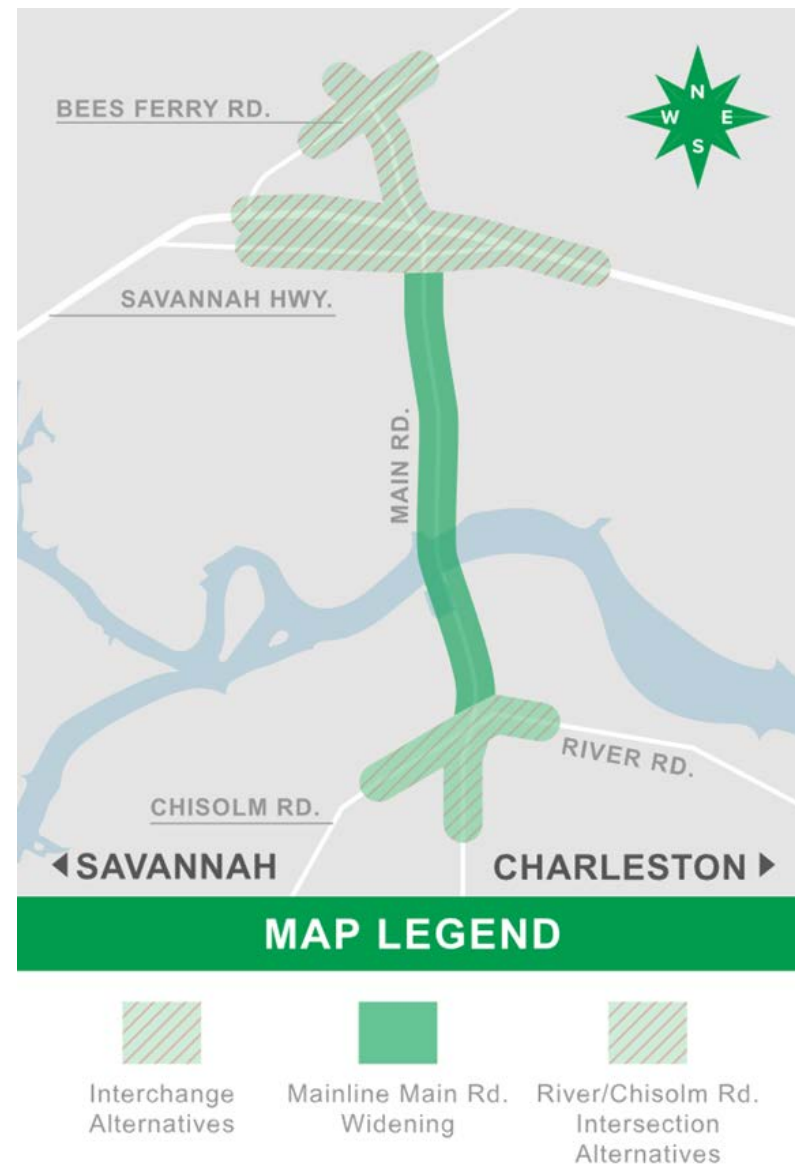 BEES FERRY RD.
N
W E
S
SAVANNAH HWY.
MAIN RD.
RIVER RD.
CHISOLM RD.
SAVANNAH
CHARLESTON
MAP LEGEND
Interchange
Alternatives
Mainline Main Rd.
Widening
River/Chisolm Rd.
Intersection
Alternatives